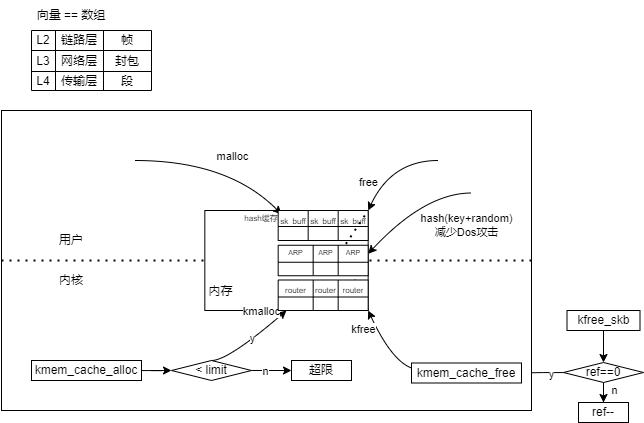 向量 == 数组
L2 链路层 帧
L3 网络层 封包
L4 传输层 段
malloc
free
hash缓存
sk_buff sk_buff sk_buff
hash(key+random)
减少Dos攻击
用户
ARP ARP ARP
内核
内存
router router router
kmalloc
kfree
y
kfree_skb
kmem_cache_alloc
< limit
n
超限
kmem_cache_free
y
ref==0
n
ref--